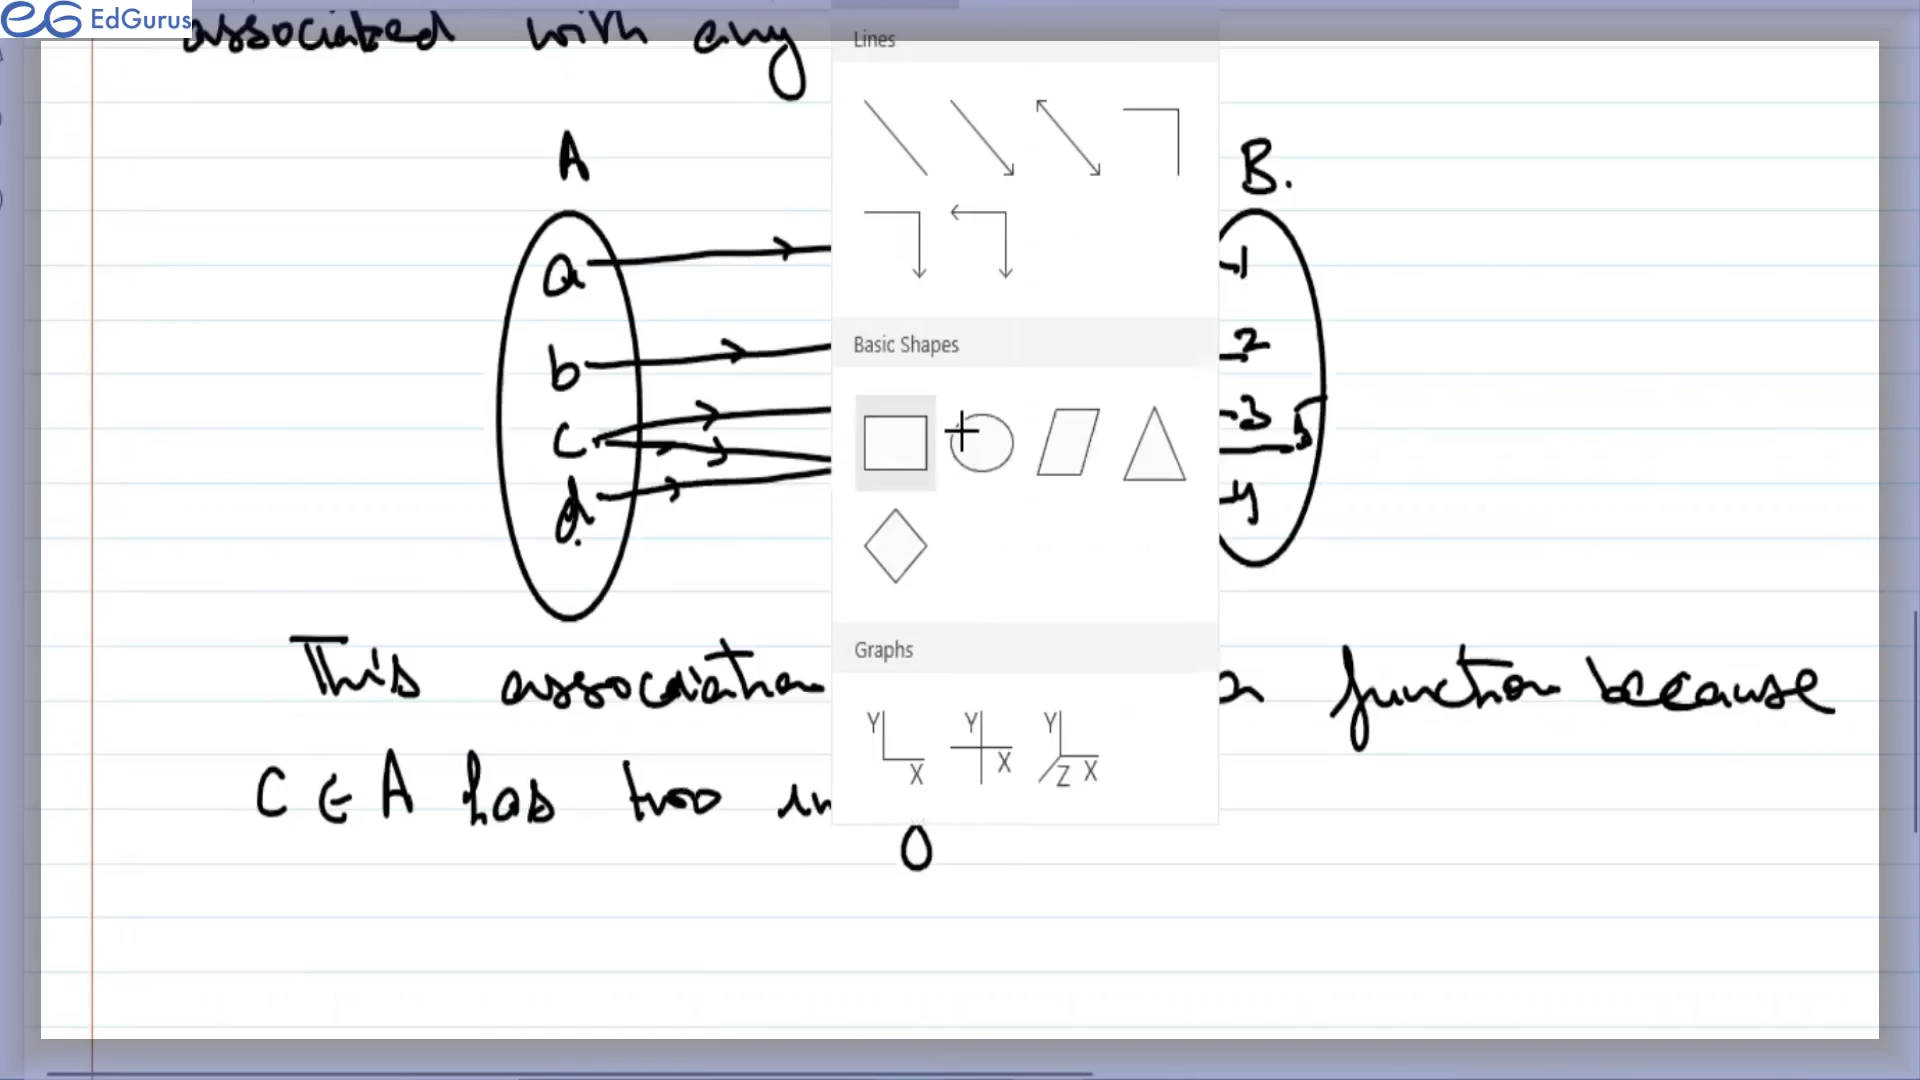 EdGurus
associated with any
Lines
A
B.
a
1
b
2
Basic Shapes
c
3
5
d.
4
Graphs
This association
function because
Y X Y X Y Z X
C ∈ A has two